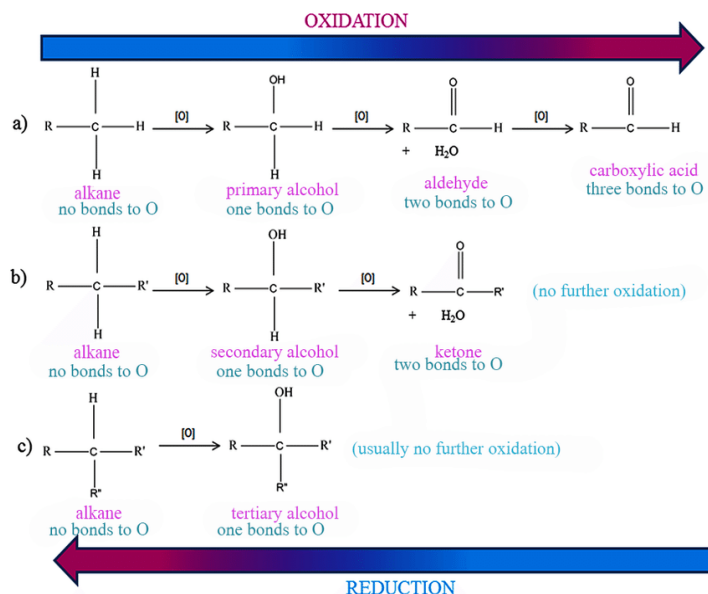 OXIDATION
H OH O O
a) R C H [O] R C H [O] R C H [O] R C H
H H + H₂O
alkane primary alcohol aldehyde carboxylic acid
no bonds to O one bonds to O two bonds to O three bonds to O
H OH O
b) R C R' [O] R C R' [O] R C R' (no further oxidation)
H H + H₂O
alkane secondary alcohol ketone
no bonds to O one bonds to O two bonds to O
H OH
c) R C R' [O] R C R' (usually no further oxidation)
R" R"
alkane tertiary alcohol
no bonds to O one bonds to O
REDUCTION